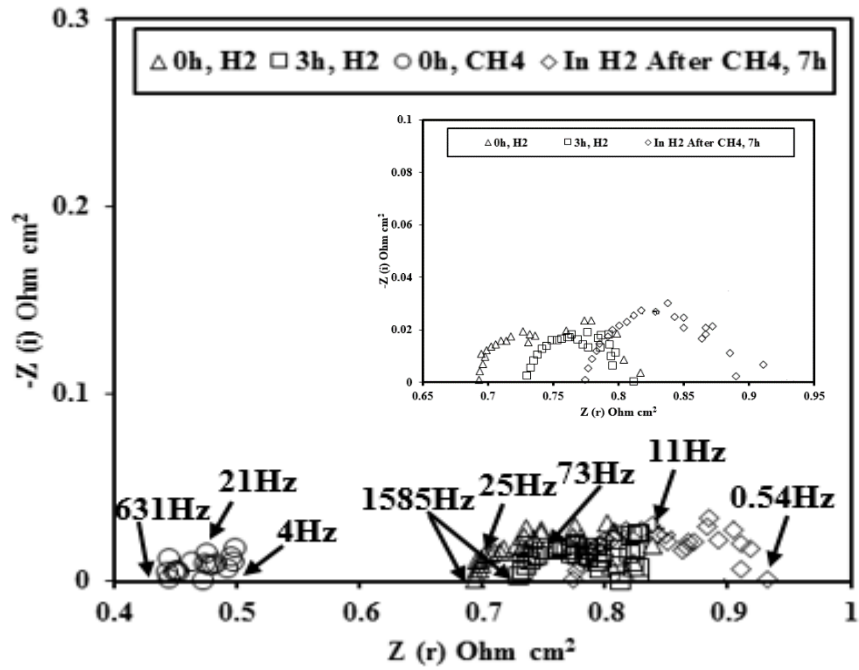 0.3
0h, H2 3h, H2 0h, CH4 In H2 After CH4, 7h
0.1
0h, H2 3h, H2 In H2 After CH4, 7h
0.08
0.06
0.04
0.02
0
-Z (i) Ohm cm²
0.65 0.7 0.75 0.8 0.85 0.9 0.95
Z (r) Ohm cm²
0.2
-Z (i) Ohm cm²
0.1
631Hz 21Hz 4Hz 1585Hz 25Hz 73Hz 11Hz 0.54Hz
0
0.4 0.5 0.6 0.7 0.8 0.9 1
Z (r) Ohm cm²